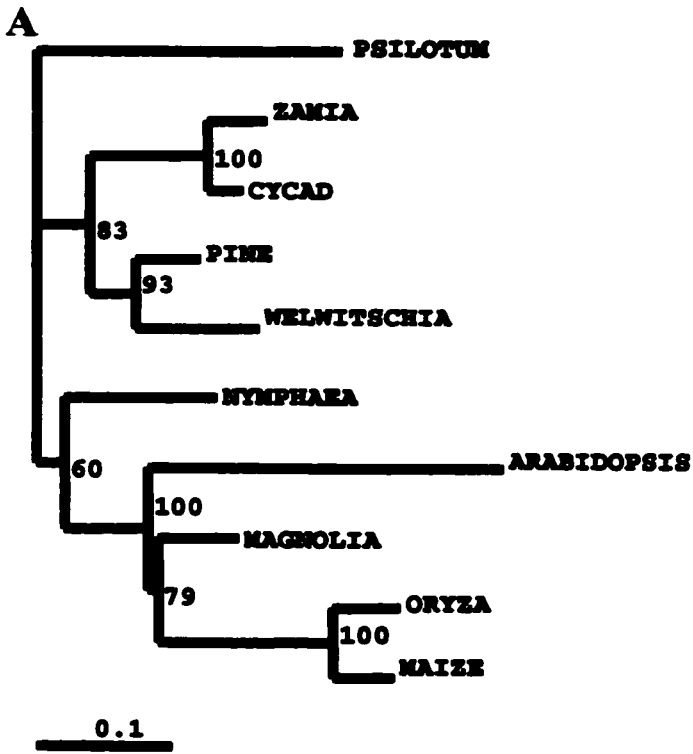 A
PSILOTUM
ZAMIA
100
CYCAD
83
PINE
93
WELWITSCHIA
NYMPHAEA
60
ARABIDOPSIS
100
MAGNOLIA
79
ORYZA
100
MAIZE
0.1